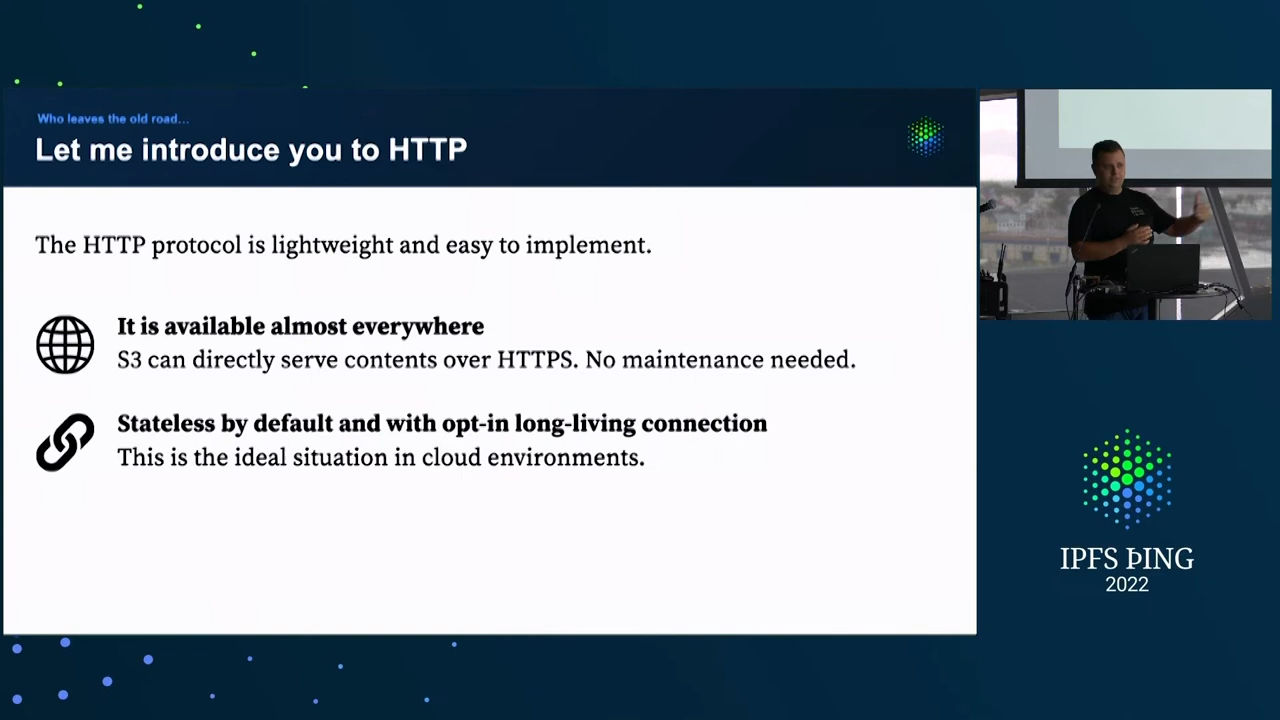 Who leaves the old road...
Let me introduce you to HTTP
The HTTP protocol is lightweight and easy to implement.
It is available almost everywhere
S3 can directly serve contents over HTTPS. No maintenance needed.
Stateless by default and with opt-in long-living connection
This is the ideal situation in cloud environments.
IPFS ÞING
2022